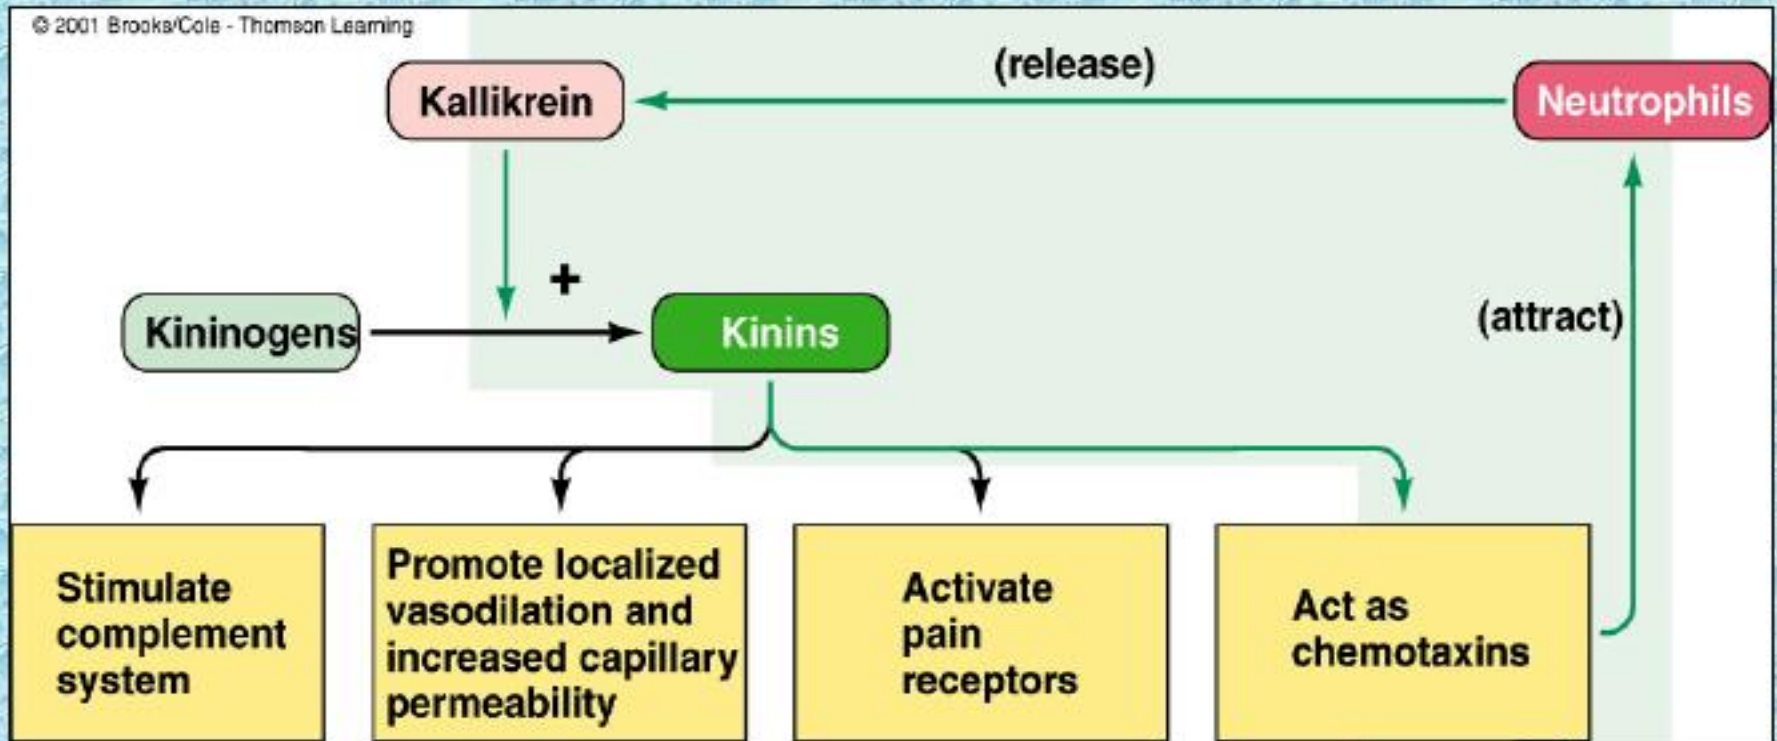 © 2001 Brooks/Cole - Thomson Learning
(release)
Kallikrein
Neutrophils
+
(attract)
Kininogens
Kinins
Stimulate
complement
system
Promote localized
vasodilation and
increased capillary
permeability
Activate
pain
receptors
Act as
chemotaxins